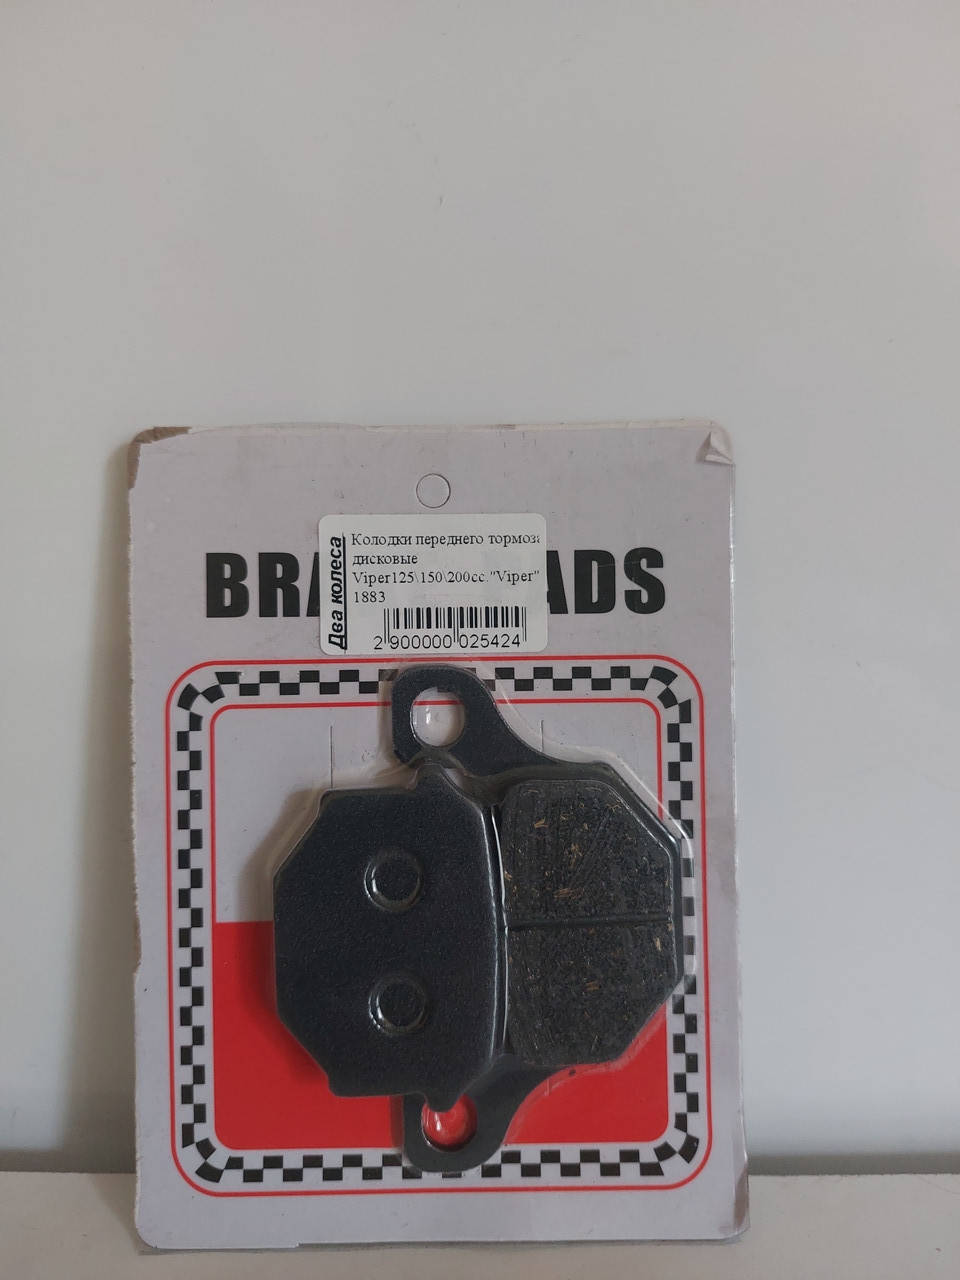 Два колеса
Колодки переднего тормоза
дисковые
Viper125\150\200cc."Viper"
1883
2 900000 025424
BRA ADS